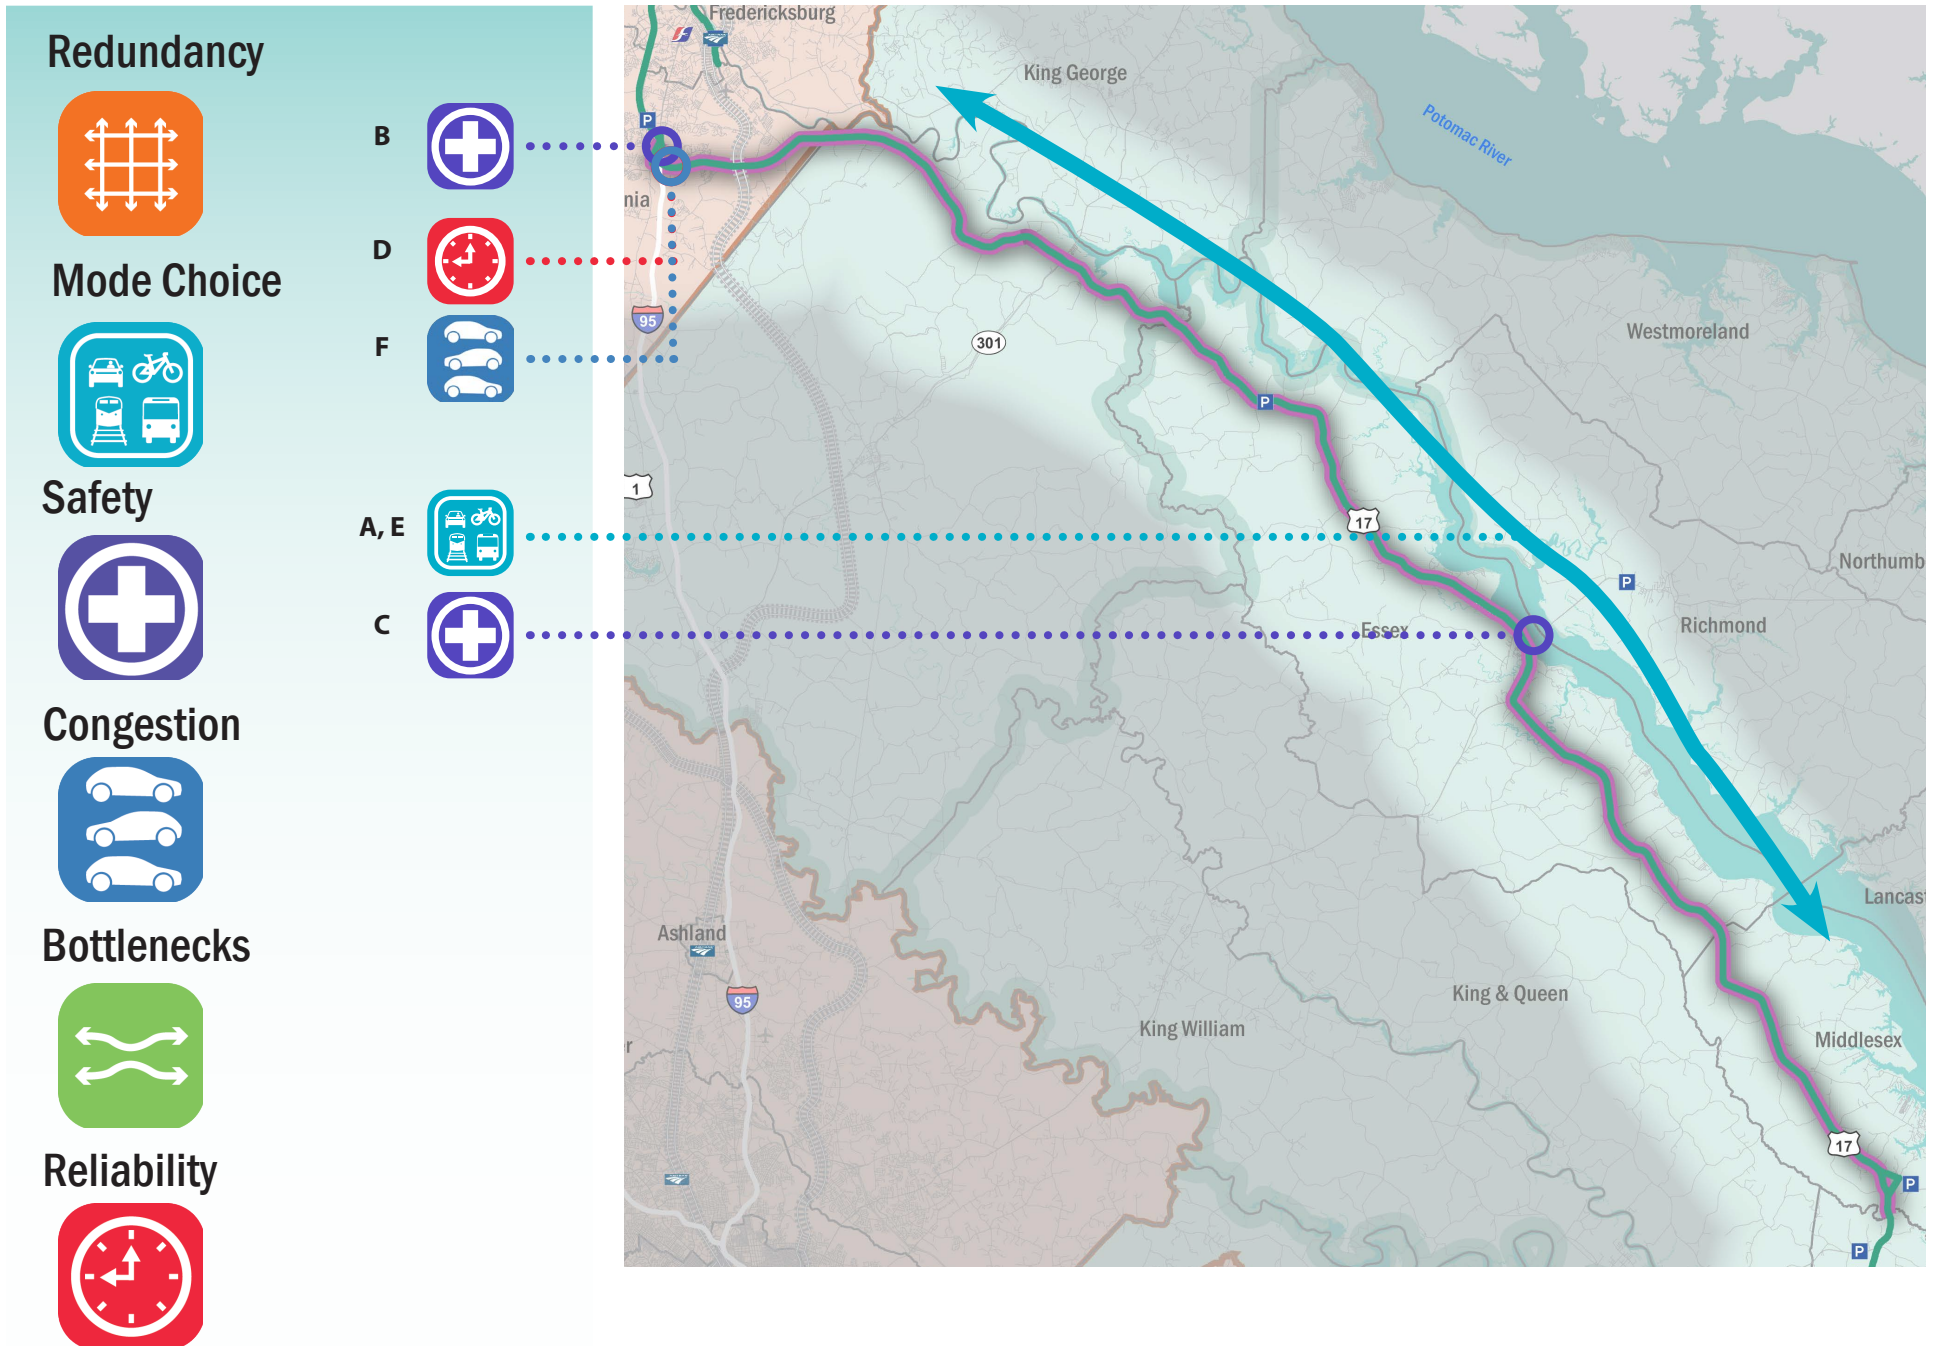 Redundancy
Mode Choice
Safety
Congestion
Bottlenecks
Reliability
B
D
F
A, E
C
Fredericksburg
King George
Potomac River
P
nia
95
301
Westmoreland
P
1
17
Northumb
P
Essex
Richmond
Lancas
Ashland
95
King & Queen
King William
Middlesex
r
17
P
P